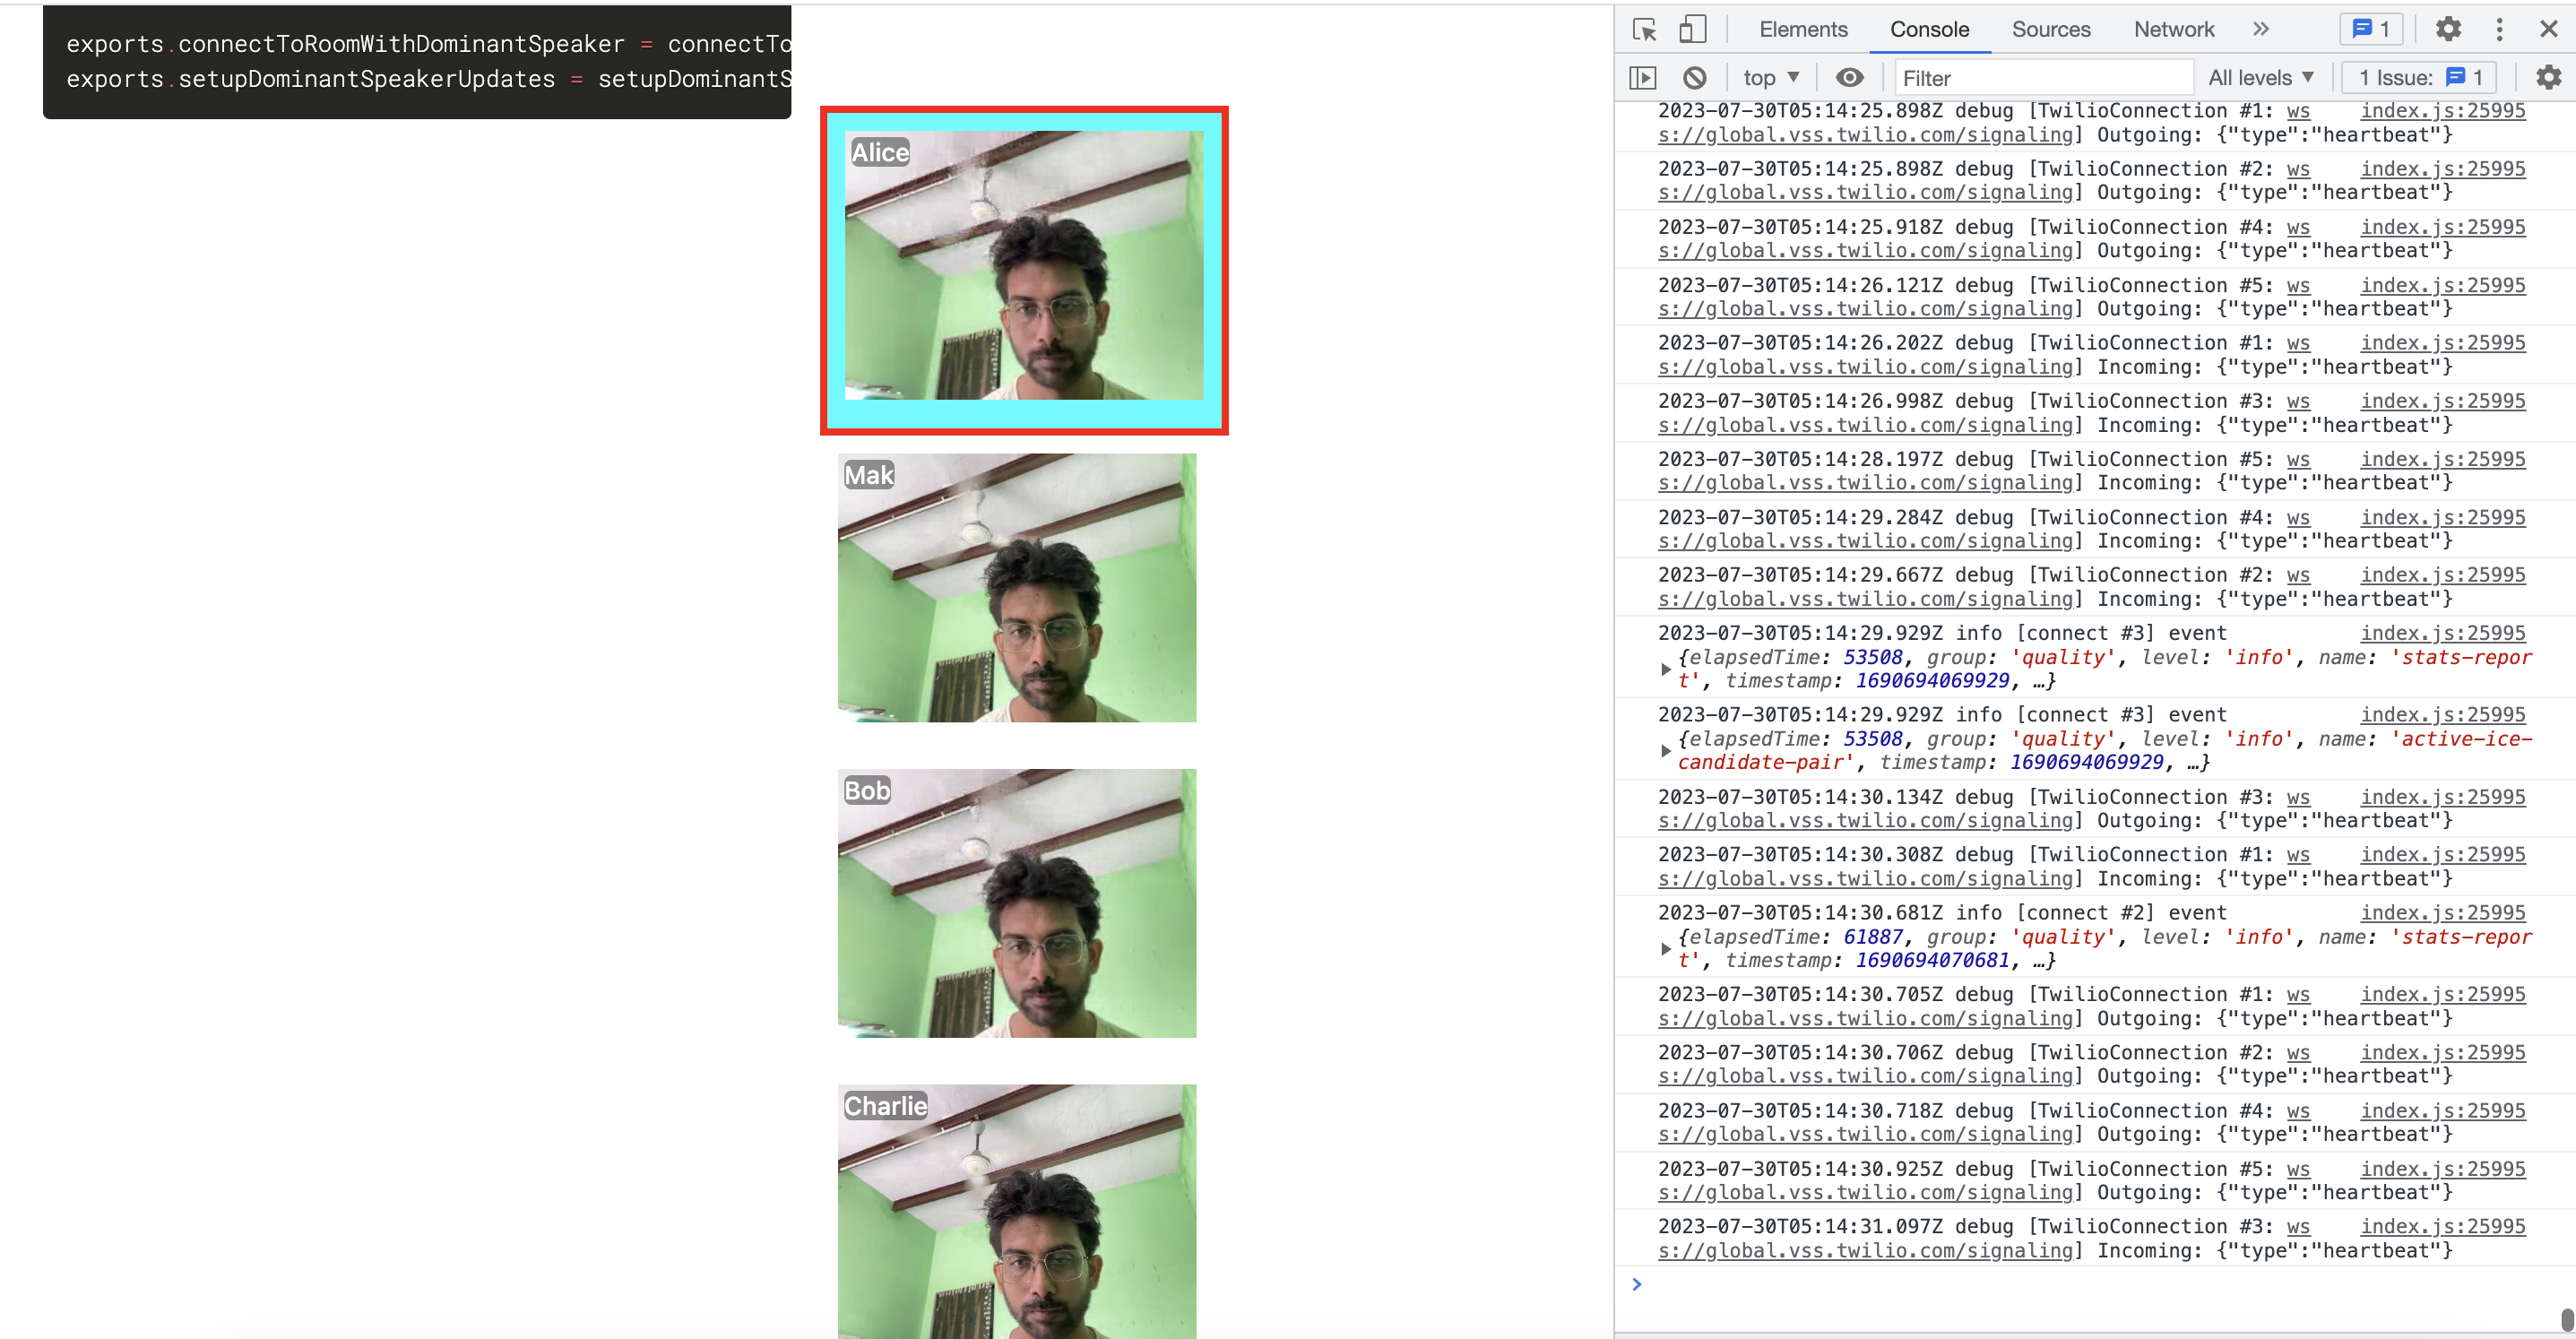 exports.connectToRoomWithDominantSpeaker = connectTo
exports.setupDominantSpeakerUpdates = setupDominantS
Alice
Mak
Bob
Charlie
Elements Console Sources Network » 1
top ▼ Filter All levels ▼ 1 Issue: 1
2023-07-30T05:14:25.898Z debug [TwilioConnection #1: ws index.js:25995
s://global.vss.twilio.com/signaling] Outgoing: {"type":"heartbeat"}
2023-07-30T05:14:25.898Z debug [TwilioConnection #2: ws index.js:25995
s://global.vss.twilio.com/signaling] Outgoing: {"type":"heartbeat"}
2023-07-30T05:14:25.918Z debug [TwilioConnection #4: ws index.js:25995
s://global.vss.twilio.com/signaling] Outgoing: {"type":"heartbeat"}
2023-07-30T05:14:26.121Z debug [TwilioConnection #5: ws index.js:25995
s://global.vss.twilio.com/signaling] Outgoing: {"type":"heartbeat"}
2023-07-30T05:14:26.202Z debug [TwilioConnection #1: ws index.js:25995
s://global.vss.twilio.com/signaling] Incoming: {"type":"heartbeat"}
2023-07-30T05:14:26.998Z debug [TwilioConnection #3: ws index.js:25995
s://global.vss.twilio.com/signaling] Incoming: {"type":"heartbeat"}
2023-07-30T05:14:28.197Z debug [TwilioConnection #5: ws index.js:25995
s://global.vss.twilio.com/signaling] Incoming: {"type":"heartbeat"}
2023-07-30T05:14:29.284Z debug [TwilioConnection #4: ws index.js:25995
s://global.vss.twilio.com/signaling] Incoming: {"type":"heartbeat"}
2023-07-30T05:14:29.667Z debug [TwilioConnection #2: ws index.js:25995
s://global.vss.twilio.com/signaling] Incoming: {"type":"heartbeat"}
2023-07-30T05:14:29.929Z info [connect #3] event index.js:25995
{elapsedTime: 53508, group: 'quality', level: 'info', name: 'stats-repor
t', timestamp: 1690694069929, …}
2023-07-30T05:14:29.929Z info [connect #3] event index.js:25995
{elapsedTime: 53508, group: 'quality', level: 'info', name: 'active-ice-
candidate-pair', timestamp: 1690694069929, …}
2023-07-30T05:14:30.134Z debug [TwilioConnection #3: ws index.js:25995
s://global.vss.twilio.com/signaling] Outgoing: {"type":"heartbeat"}
2023-07-30T05:14:30.308Z debug [TwilioConnection #1: ws index.js:25995
s://global.vss.twilio.com/signaling] Incoming: {"type":"heartbeat"}
2023-07-30T05:14:30.681Z info [connect #2] event index.js:25995
{elapsedTime: 61887, group: 'quality', level: 'info', name: 'stats-repor
t', timestamp: 1690694070681, …}
2023-07-30T05:14:30.705Z debug [TwilioConnection #1: ws index.js:25995
s://global.vss.twilio.com/signaling] Outgoing: {"type":"heartbeat"}
2023-07-30T05:14:30.706Z debug [TwilioConnection #2: ws index.js:25995
s://global.vss.twilio.com/signaling] Outgoing: {"type":"heartbeat"}
2023-07-30T05:14:30.718Z debug [TwilioConnection #4: ws index.js:25995
s://global.vss.twilio.com/signaling] Outgoing: {"type":"heartbeat"}
2023-07-30T05:14:30.925Z debug [TwilioConnection #5: ws index.js:25995
s://global.vss.twilio.com/signaling] Outgoing: {"type":"heartbeat"}
2023-07-30T05:14:31.097Z debug [TwilioConnection #3: ws index.js:25995
s://global.vss.twilio.com/signaling] Incoming: {"type":"heartbeat"}